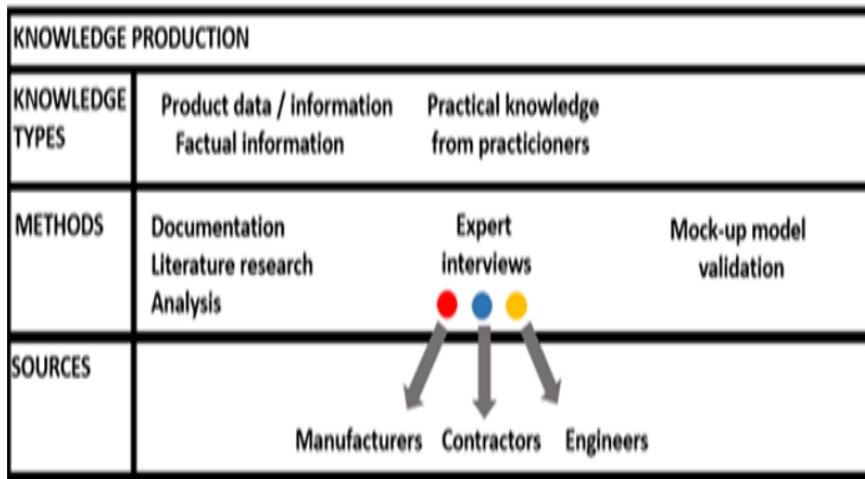 KNOWLEDGE PRODUCTION
KNOWLEDGE TYPES
Product data / information
Factual information
Practical knowledge
from practicioners
METHODS
Documentation
Literature research
Analysis
Expert
interviews
Mock-up model
validation
SOURCES
Manufacturers Contractors Engineers